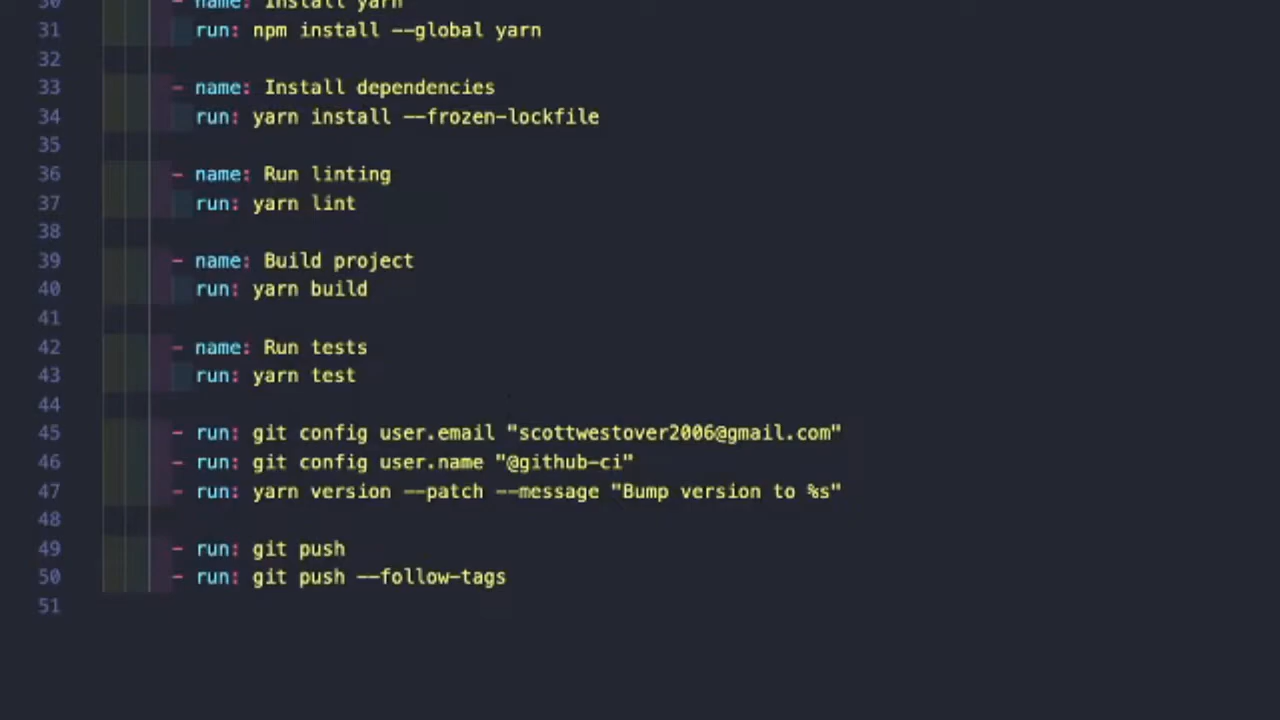 30 - name: Install yarn
31 run: npm install --global yarn
32
33 - name: Install dependencies
34 run: yarn install --frozen-lockfile
35
36 - name: Run linting
37 run: yarn lint
38
39 - name: Build project
40 run: yarn build
41
42 - name: Run tests
43 run: yarn test
44
45 - run: git config user.email "scottwestover2006@gmail.com"
46 - run: git config user.name "@github-ci"
47 - run: yarn version --patch --message "Bump version to %s"
48
49 - run: git push
50 - run: git push --follow-tags
51